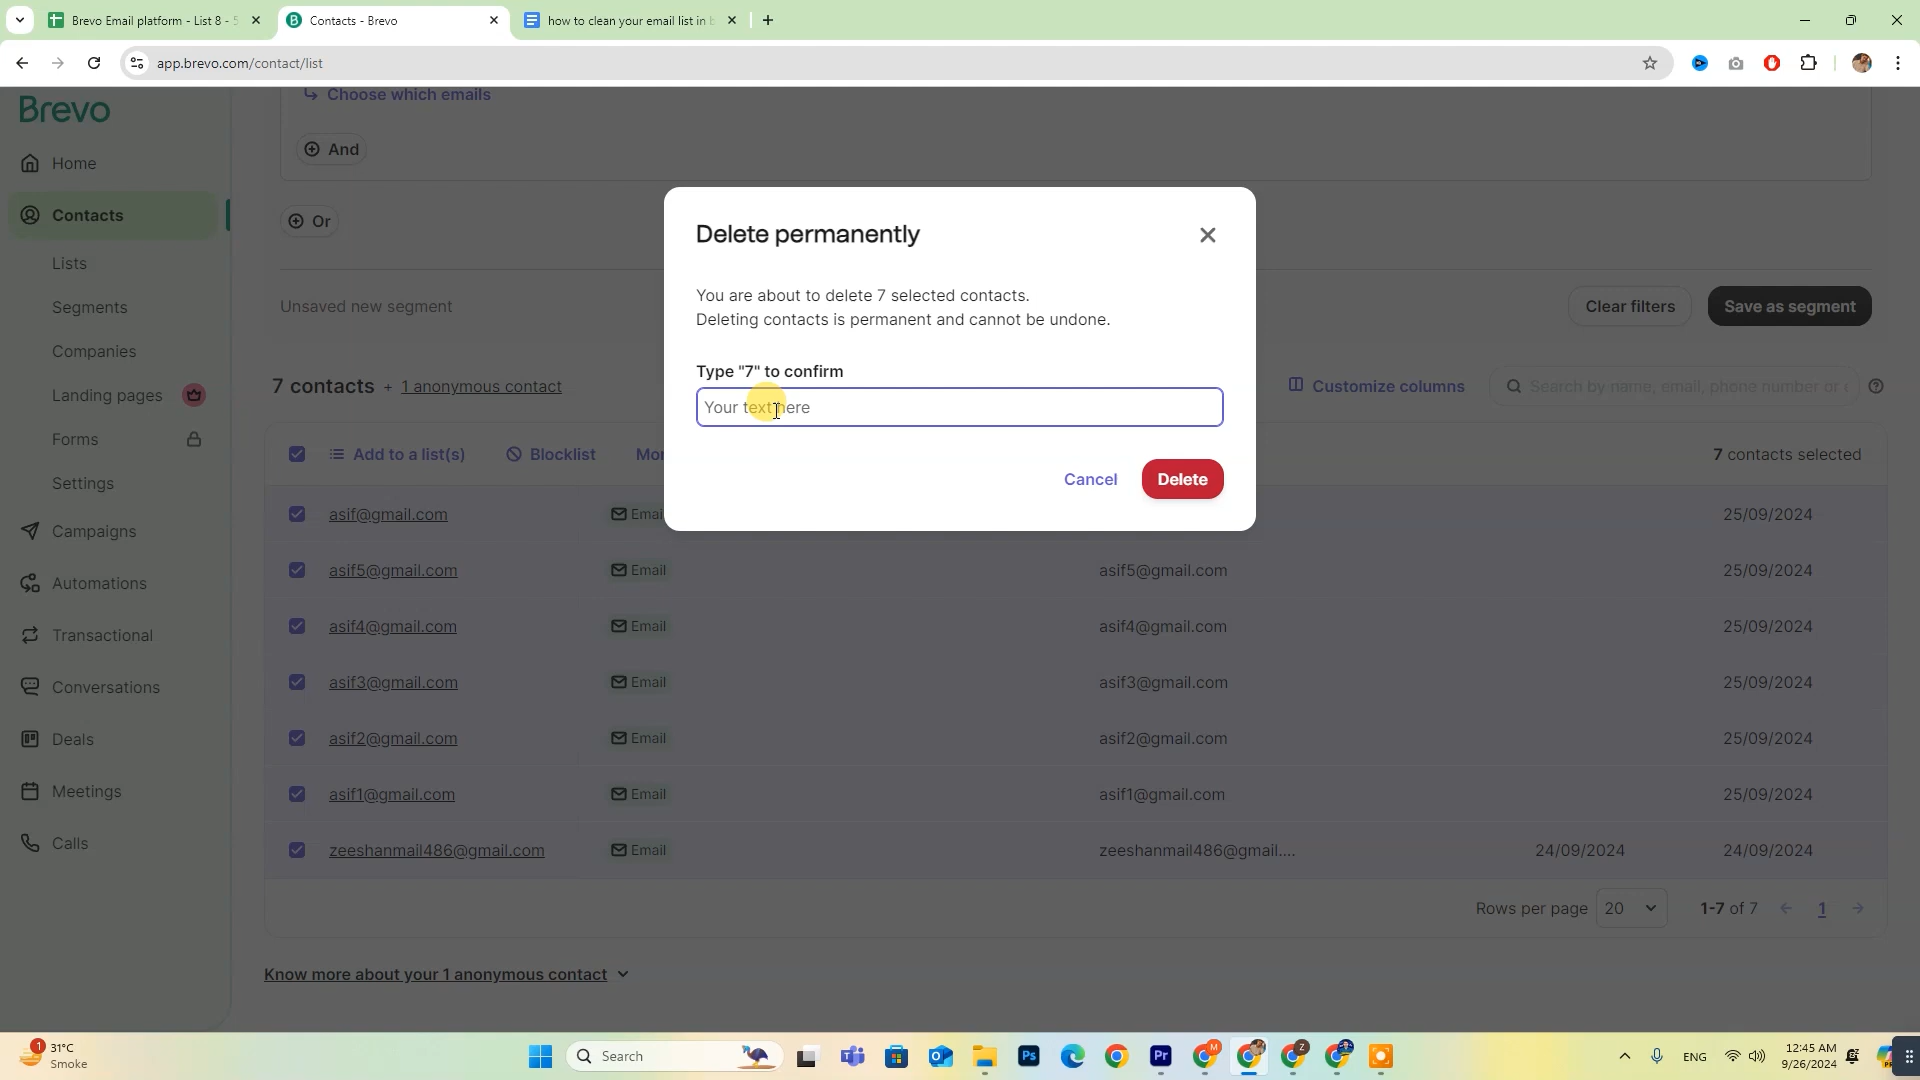 Brevo Email platform - List 8 - 5
Contacts - Brevo
how to clean your email list in b
app.brevo.com/contact/list
Brevo
Home
Contacts
Lists
Segments
Companies
Landing pages
Forms
Settings
Campaigns
Automations
Transactional
Conversations
Deals
Meetings
Calls
Choose which emails
And
Or
Unsaved new segment
Clear filters
Save as segment
7 contacts + 1 anonymous contact
Customize columns
Search by name, email, phone number or c
Add to a list(s)
Blocklist
Mor
7 contacts selected
Delete permanently
You are about to delete 7 selected contacts.
Deleting contacts is permanent and cannot be undone.
Type "7" to confirm
Your text here
Cancel
Delete
asif@gmail.com Emai 25/09/2024
asif5@gmail.com Email asif5@gmail.com 25/09/2024
asif4@gmail.com Email asif4@gmail.com 25/09/2024
asif3@gmail.com Email asif3@gmail.com 25/09/2024
asif2@gmail.com Email asif2@gmail.com 25/09/2024
asif1@gmail.com Email asif1@gmail.com 25/09/2024
zeeshanmail486@gmail.com Email zeeshanmail486@gmail.... 24/09/2024 24/09/2024
Rows per page 20 1-7 of 7 1
Know more about your 1 anonymous contact
1
31°C
Smoke
Search
Ps
Pr
M
Z
ENG
12:45 AM
9/26/2024